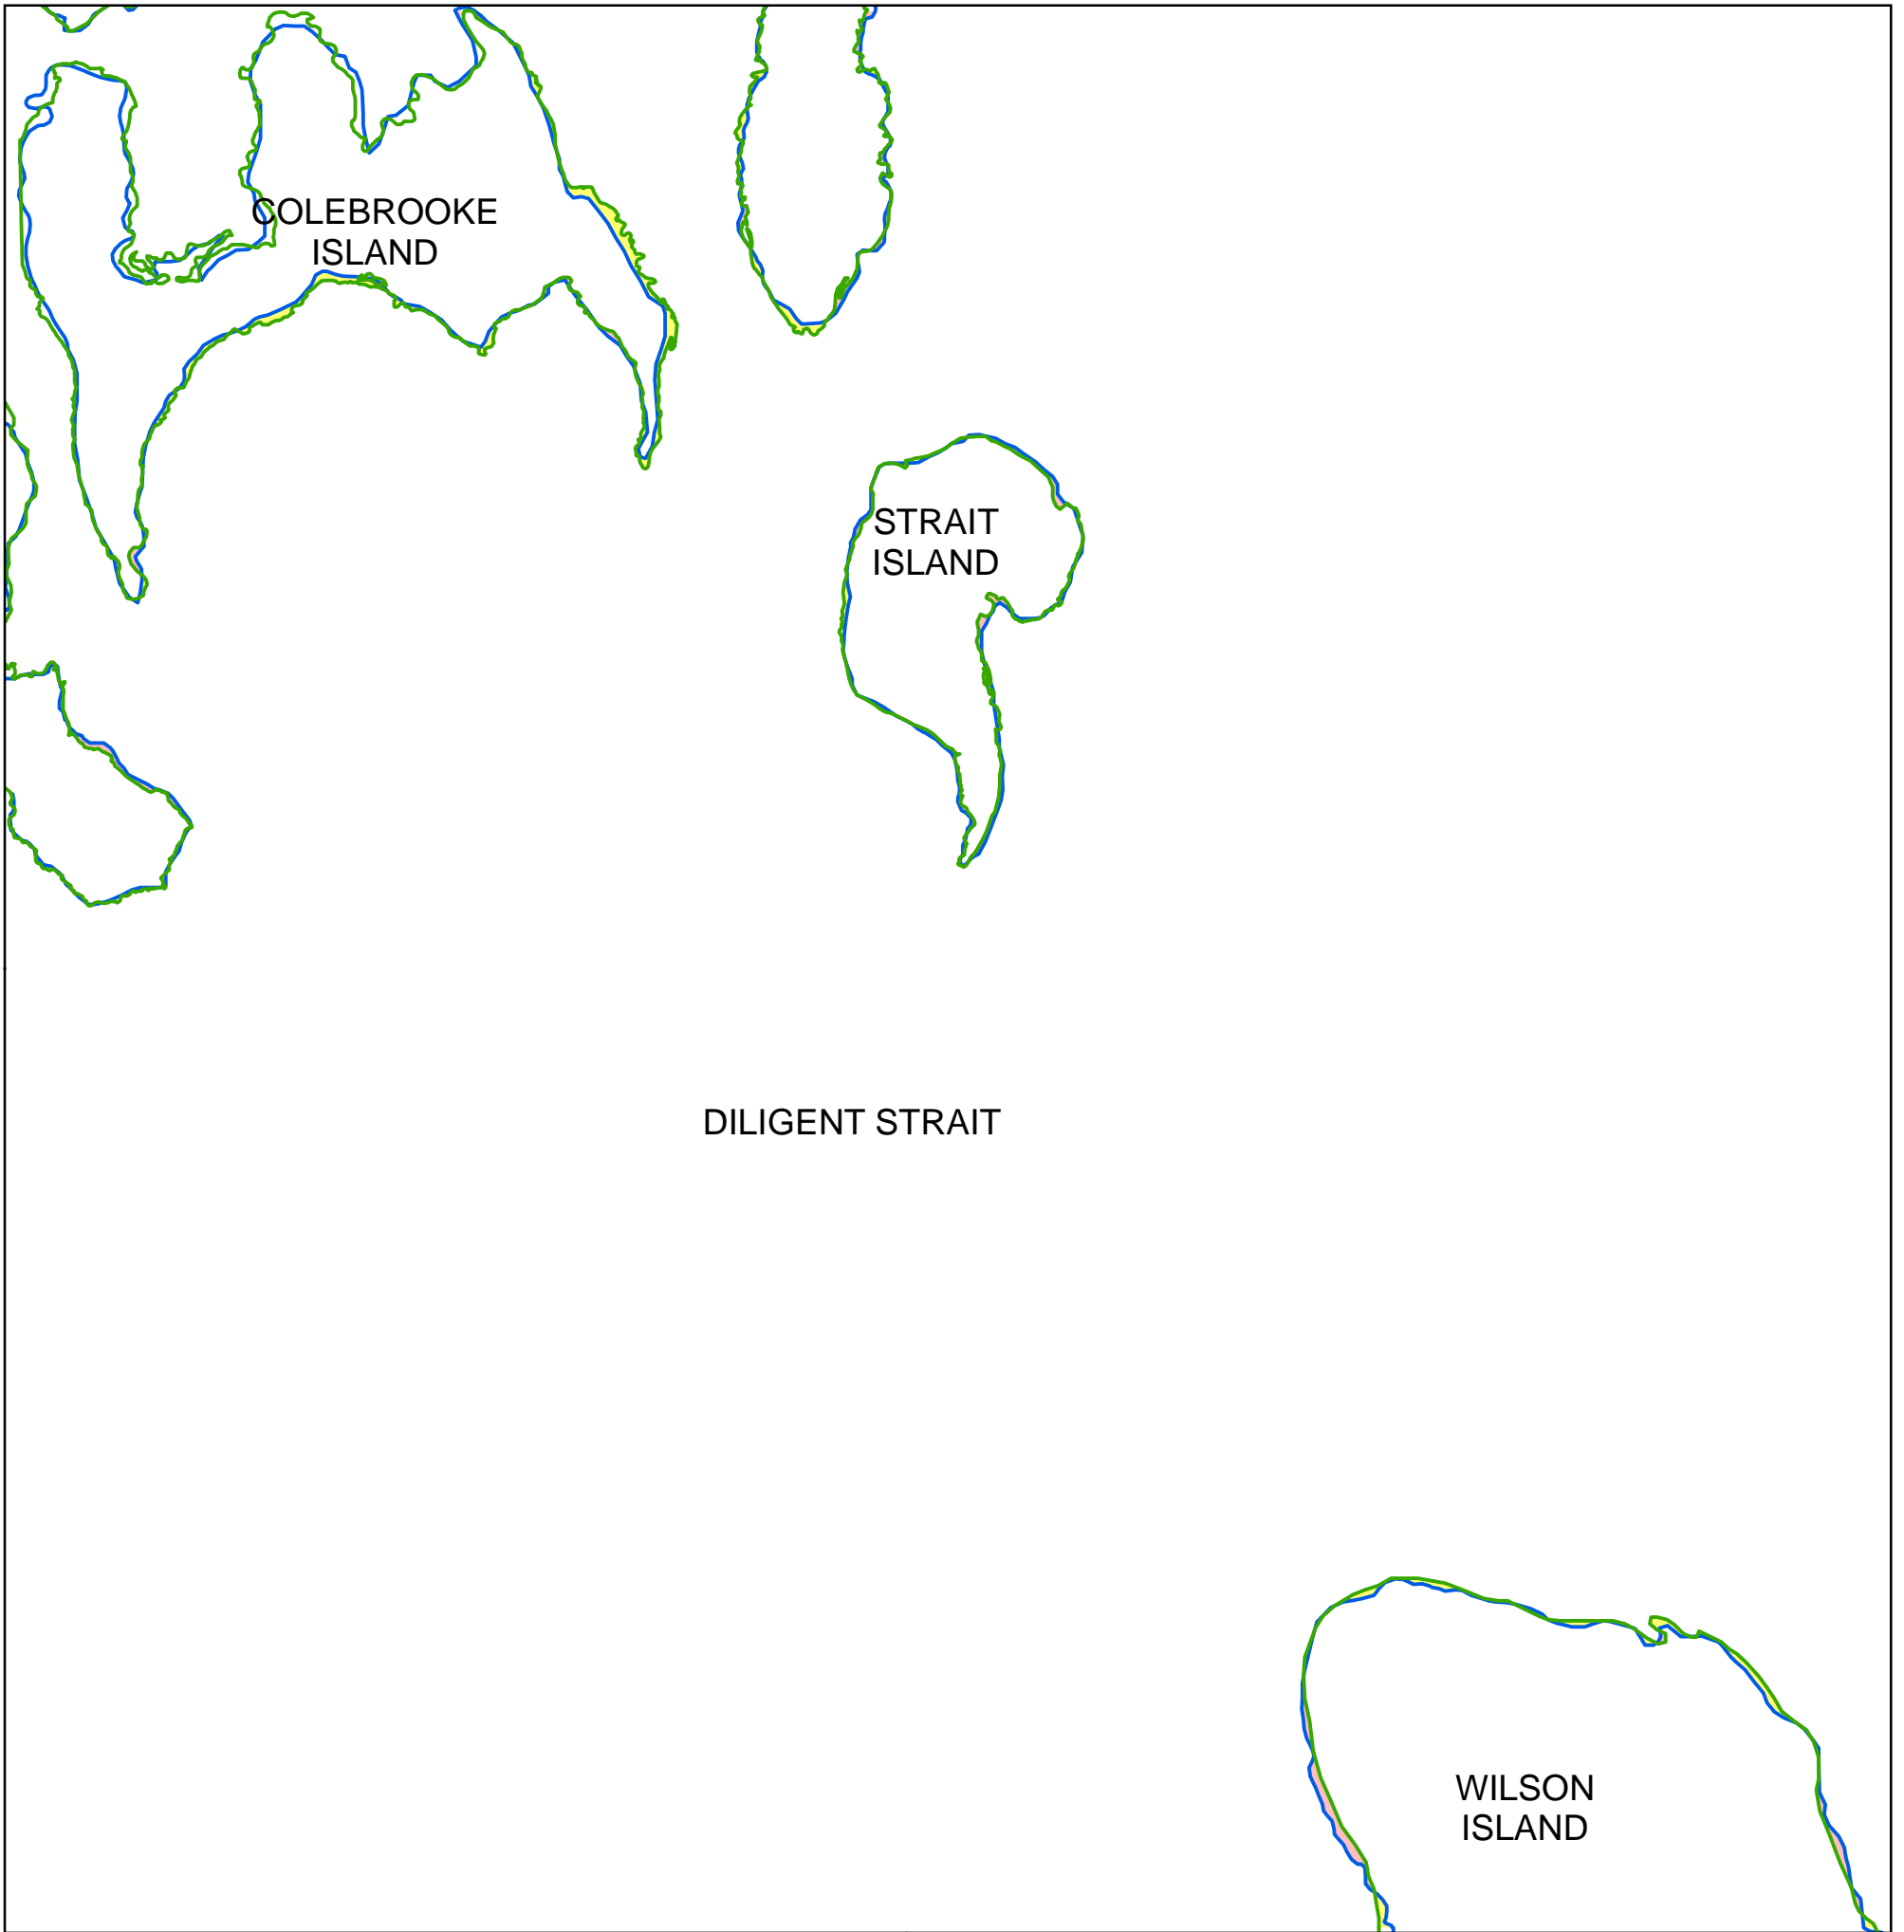 COLEBROOKE
ISLAND
STRAIT
ISLAND
DILIGENT STRAIT
WILSON
ISLAND